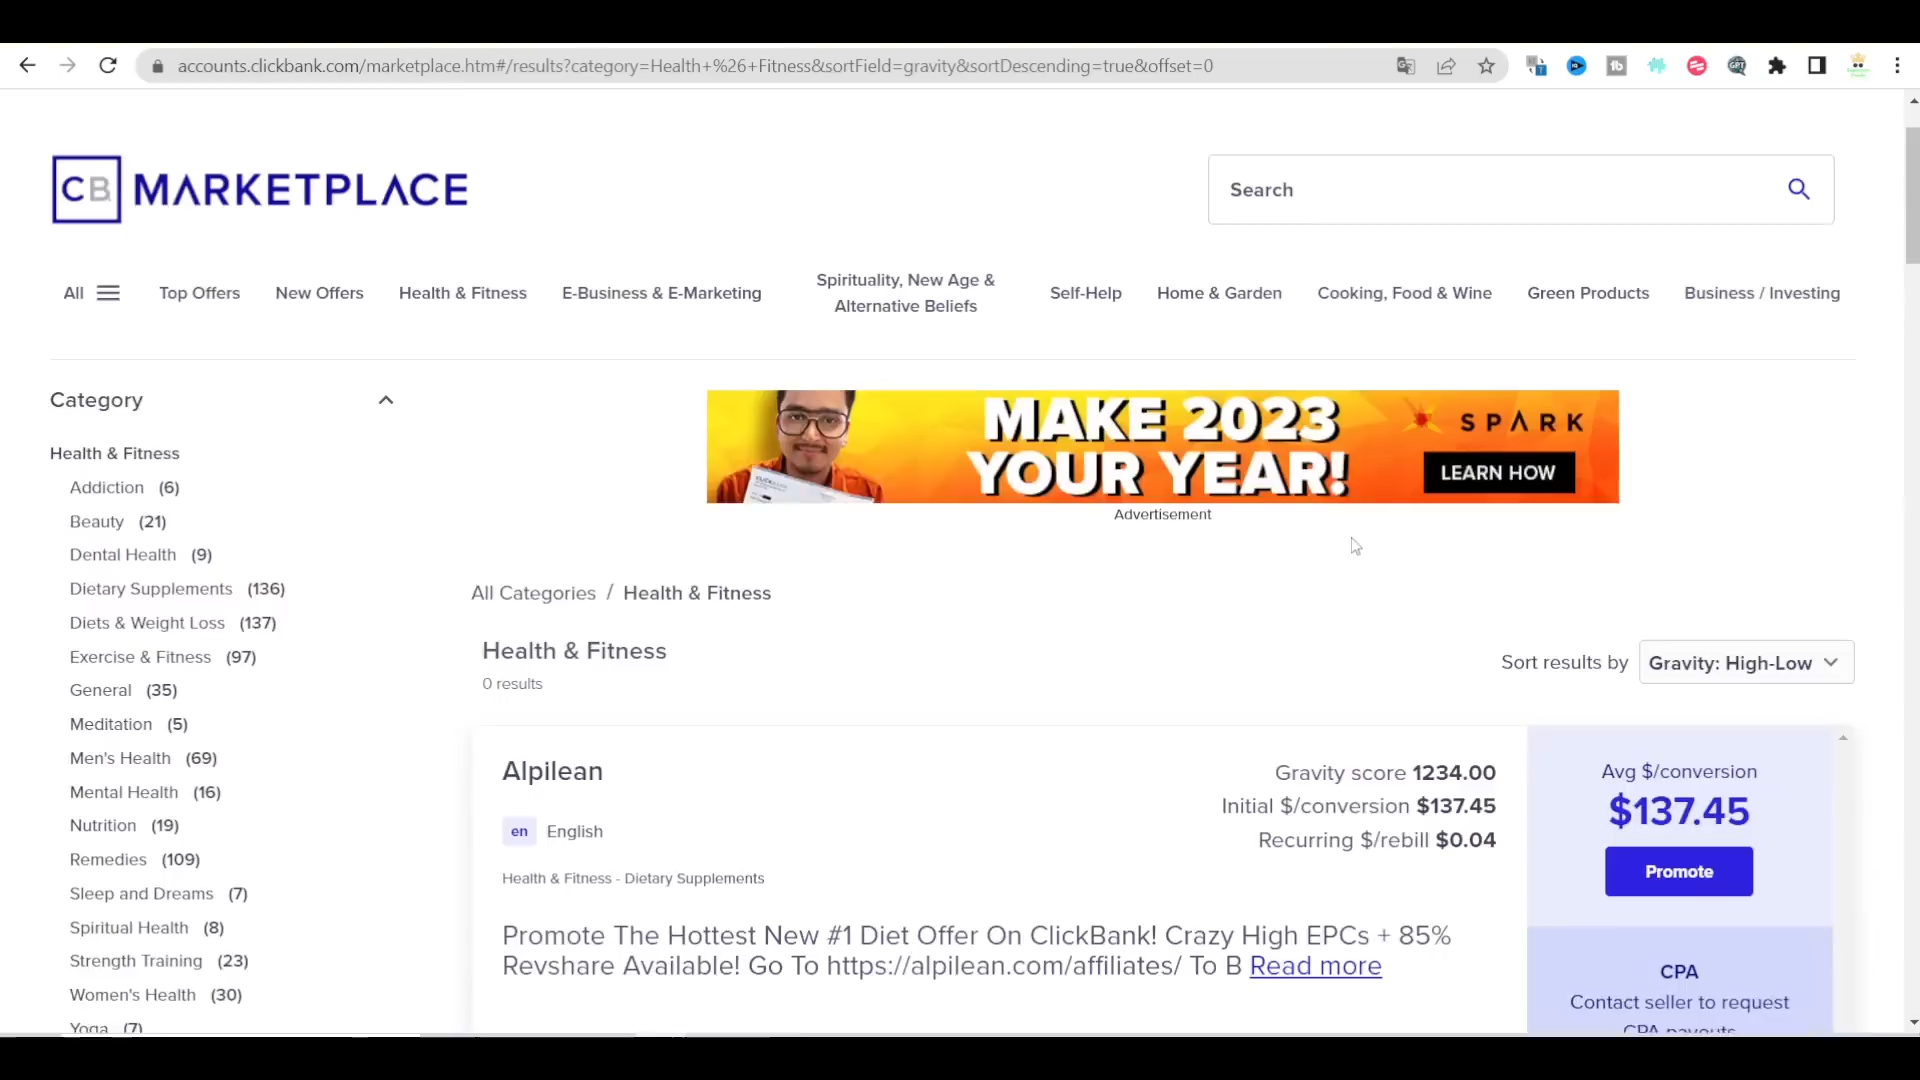 accounts.clickbank.com/marketplace.htm#/results?category=Health+%26+Fitness&sortField=gravity&sortDescending=true&offset=0
CB MARKETPLACE
Search
All
Top Offers
New Offers
Health & Fitness
E-Business & E-Marketing
Spirituality, New Age &
Alternative Beliefs
Self-Help
Home & Garden
Cooking, Food & Wine
Green Products
Business / Investing
Category
Health & Fitness
Addiction (6)
Beauty (21)
Dental Health (9)
Dietary Supplements (136)
Diets & Weight Loss (137)
Exercise & Fitness (97)
General (35)
Meditation (5)
Men's Health (69)
Mental Health (16)
Nutrition (19)
Remedies (109)
Sleep and Dreams (7)
Spiritual Health (8)
Strength Training (23)
Women's Health (30)
Yoga (7)
MAKE 2023
YOUR YEAR!
SPARK
LEARN HOW
Advertisement
All Categories / Health & Fitness
Health & Fitness
0 results
Sort results by Gravity: High-Low
Alpilean
en English
Health & Fitness - Dietary Supplements
Gravity score 1234.00
Initial $/conversion $137.45
Recurring $/rebill $0.04
Promote The Hottest New #1 Diet Offer On ClickBank! Crazy High EPCs + 85%
Revshare Available! Go To https://alpilean.com/affiliates/ To B Read more
Avg $/conversion
$137.45
Promote
CPA
Contact seller to request
CPA payouts